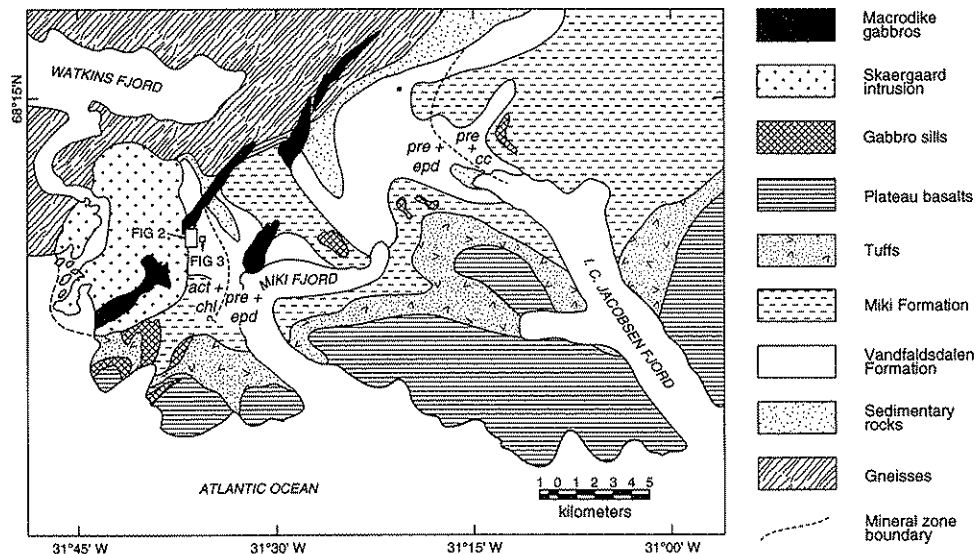 WATKINS FJORD
68°15'N
pre +
epd
pre
+
cc
FIG 2
FIG 3
act +
chl
pre +
epd
MIKI FJORD
I. C. JACOBSEN FJORD
ATLANTIC OCEAN
1 0 1 2 3 4 5
kilometers
31°45' W
31°30' W
31°15' W
31°00' W
Macrodike
gabbros
Skaergaard
intrusion
Gabbro sills
Plateau basalts
Tuffs
Miki Formation
Vandfaldsdalen
Formation
Sedimentary
rocks
Gneisses
Mineral zone
boundary